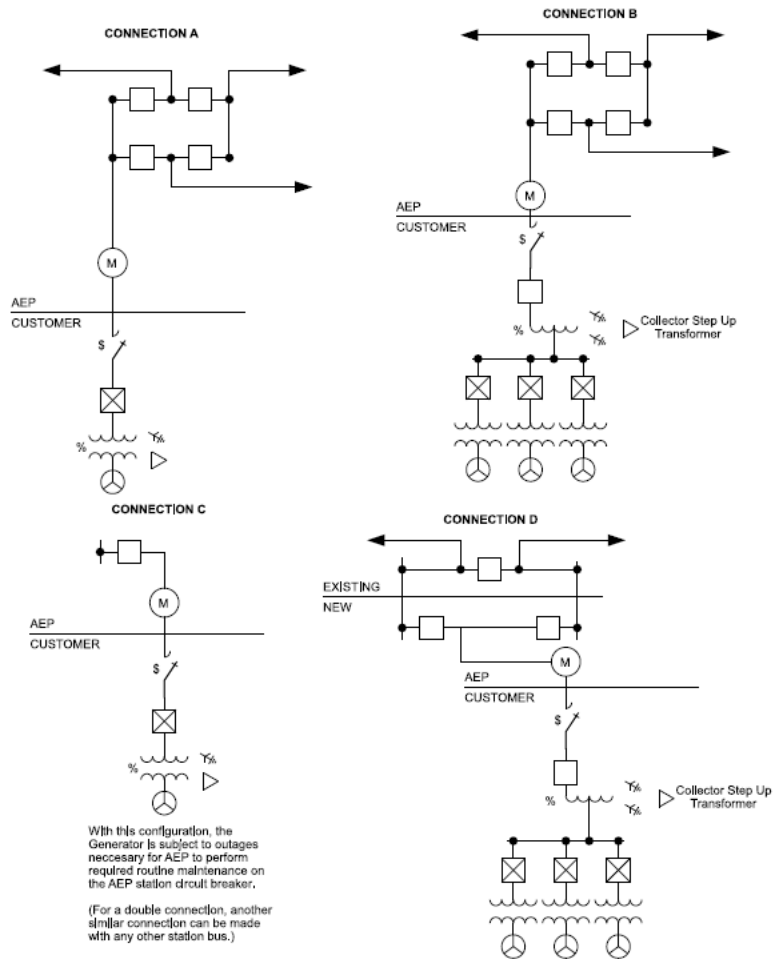 CONNECTION A
M
AEP
CUSTOMER
$
%
CONNECTION B
M
AEP
CUSTOMER
$
%
Collector Step Up
Transformer
CONNECTION C
M
AEP
CUSTOMER
$
%
With this configuration, the
Generator is subject to outages
neccesary for AEP to perform
required routine maintenance on
the AEP station circuit breaker.
(For a double connection, another
similar connection can be made
with any other station bus.)
CONNECTION D
EXISTING
NEW
M
AEP
CUSTOMER
$
%
Collector Step Up
Transformer